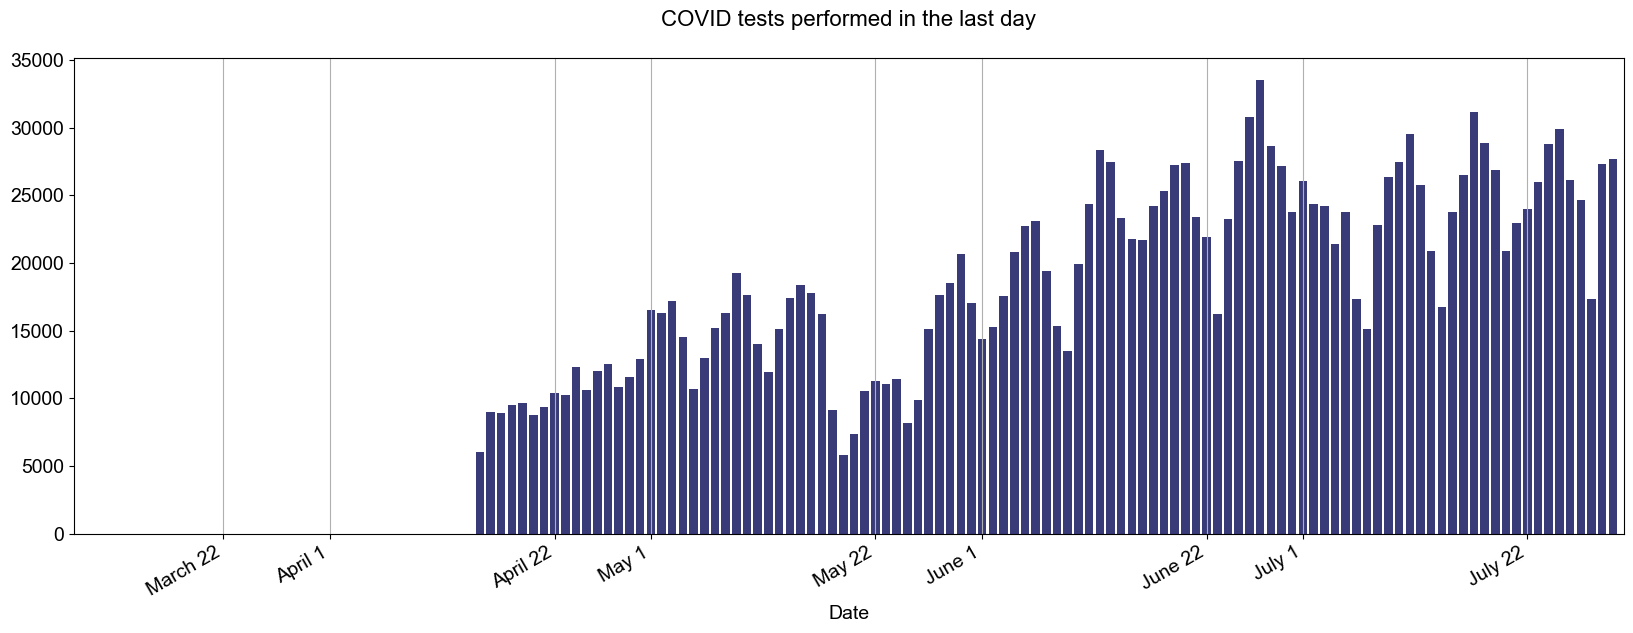 COVID tests performed in the last day
35000
30000
25000
20000
15000
10000
5000
0
March 22
April 1
April 22
May 1
May 22
June 1
June 22
July 1
July 22
Date